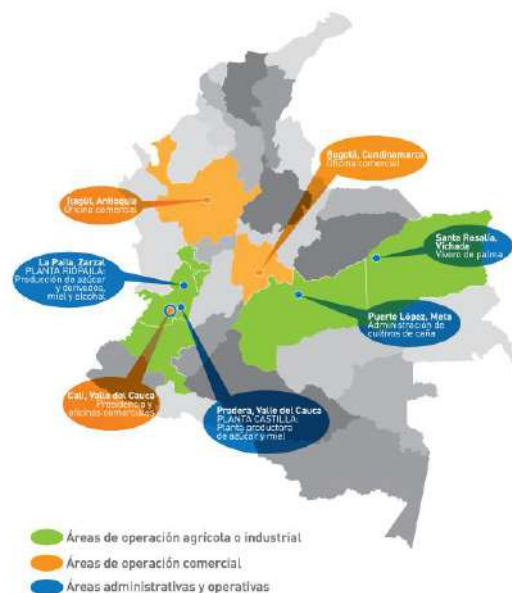 Bogotá, Cundinamarca
Oficina comercial
Itagüí, Antioquia
Oficina comercial
Santa Rosalía,
Vichada
Vivero de palma
La Paila, Zarzal
PLANTA RIOPAILA:
Producción de azúcar
y derivados,
miel y alcohol
Puerto López, Meta
Administración de
cultivos de caña
Cali, Valle del Cauca
Presidencia y
oficinas comerciales
Pradera, Valle del Cauca
PLANTA CASTILLA:
Planta productora
de azúcar y miel
Áreas de operación agrícola o industrial
Áreas de operación comercial
Áreas administrativas y operativas